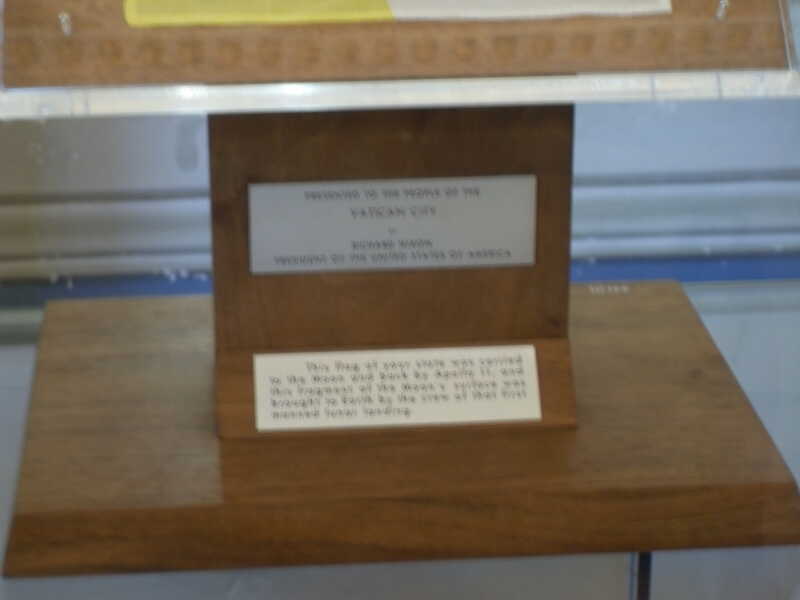 PRESENTED TO THE PEOPLE OF THE
VATICAN CITY
BY
RICHARD NIXON
PRESIDENT OF THE UNITED STATES OF AMERICA
This flag of your state was carried
to the Moon and back by Apollo 11, and
this fragment of the Moon's surface was
brought to Earth by the crew of that first
manned lunar landing.